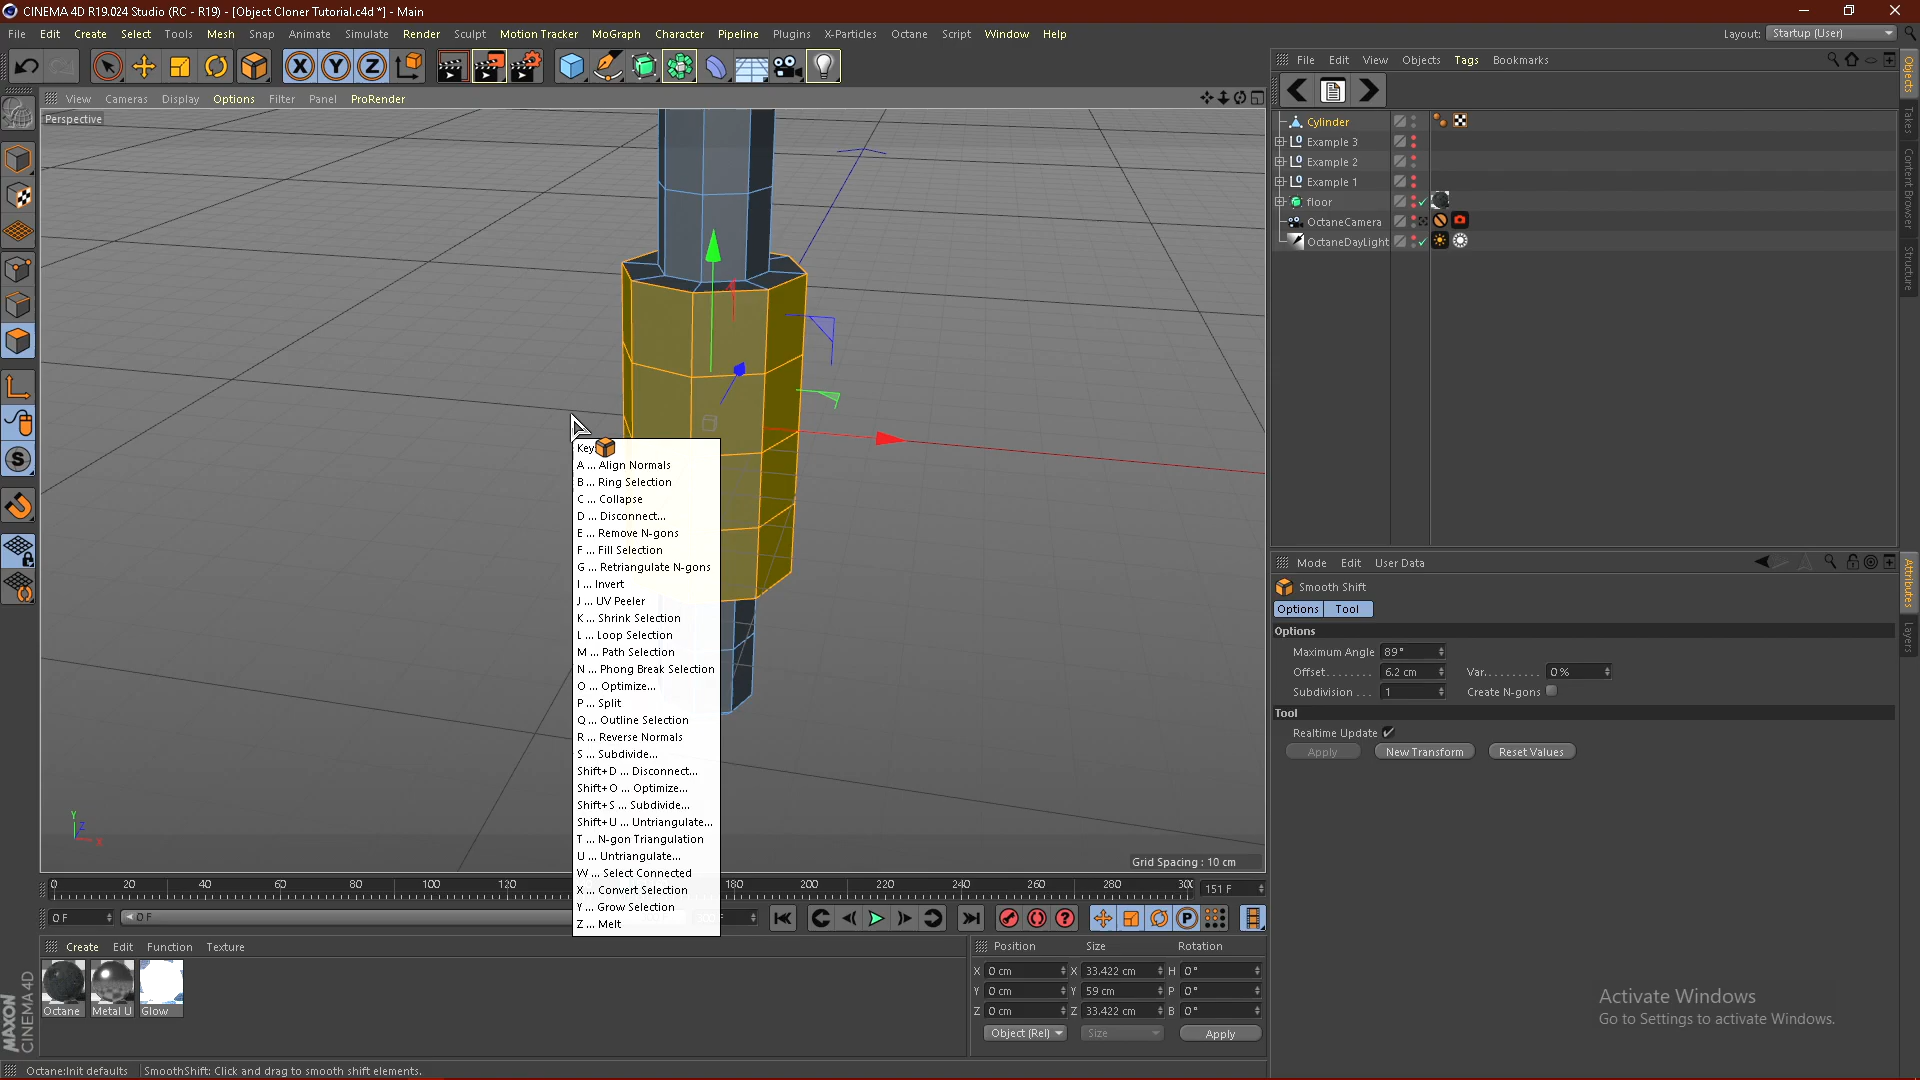 CINEMA 4D R19.024 Studio (RC - R19) - [Object Cloner Tutorial.c4d *] - Main
File Edit Create Select Tools Mesh Snap Animate Simulate Render Sculpt Motion Tracker MoGraph Character Pipeline Plugins X-Particles Octane Script Window Help
Layout: Startup (User)
View Cameras Display Options Filter Panel ProRender
Perspective
File Edit View Objects Tags Bookmarks
Cylinder
Example 3
Example 2
Example 1
floor
OctaneCamera
OctaneDayLight
Objects
Takes
Content Browser
Structure
Key
A ... Align Normals
B ... Ring Selection
C ... Collapse
D ... Disconnect...
E ... Remove N-gons
F ... Fill Selection
G ... Retriangulate N-gons
I ... Invert
J ... UV Peeler
K ... Shrink Selection
L ... Loop Selection
M ... Path Selection
N ... Phong Break Selection
O ... Optimize...
P ... Split
Q ... Outline Selection
R ... Reverse Normals
S ... Subdivide...
Shift+D ... Disconnect...
Shift+O ... Optimize...
Shift+S ... Subdivide...
Shift+U ... Untriangulate...
T ... N-gon Triangulation
U ... Untriangulate...
W ... Select Connected
X ... Convert Selection
Y ... Grow Selection
Z ... Melt
Y
Z
X
Grid Spacing : 10 cm
Mode Edit User Data
Smooth Shift
Options Tool
Options
Maximum Angle 89°
Offset........ 6.2 cm Var.......... 0 %
Subdivision ... 1 Create N-gons
Tool
Realtime Update
Apply New Transform Reset Values
Attributes
Layers
0 20 40 60 80 100 120 180 200 220 240 260 280 30 151 F
0 F 0 F
Create Edit Function Texture
Octane Metal U Glow
Position Size Rotation
X 0 cm X 33.422 cm H 0°
Y 0 cm Y 59 cm P 0°
Z 0 cm Z 33.422 cm B 0°
Object (Rel) Size Apply
MAXON
CINEMA 4D
Activate Windows
Go to Settings to activate Windows.
Octane:Init defaults SmoothShift: Click and drag to smooth shift elements.